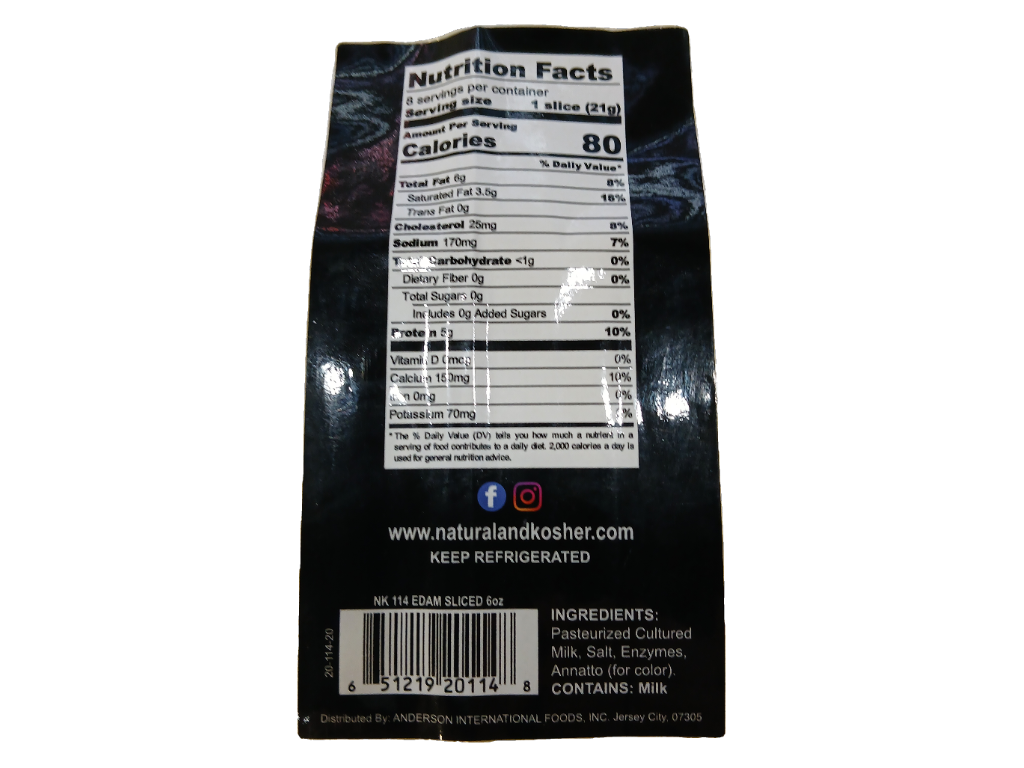 Nutrition Facts
8 servings per container
Serving size 1 slice (21g)
Amount Per Serving
Calories 80
% Daily Value*
Total Fat 6g 8%
Saturated Fat 3.5g 18%
Trans Fat 0g
Cholesterol 25mg 8%
Sodium 170mg 7%
Total Carbohydrate <1g 0%
Dietary Fiber 0g 0%
Total Sugars 0g
Includes 0g Added Sugars 0%
Protein 5g 10%
Vitamin D 0mcg 0%
Calcium 150mg 10%
Iron 0mg 0%
Potassium 70mg %
* The % Daily Value (DV) tells you how much a nutrient in a
serving of food contributes to a daily diet. 2,000 calories a day is
used for general nutrition advice.
www.naturalandkosher.com
KEEP REFRIGERATED
NK 114 EDAM SLICED 6oz
20-114-20
6 51219 20114 8
INGREDIENTS:
Pasteurized Cultured
Milk, Salt, Enzymes,
Annatto (for color).
CONTAINS: Milk
Distributed By: ANDERSON INTERNATIONAL FOODS, INC. Jersey City, 07305